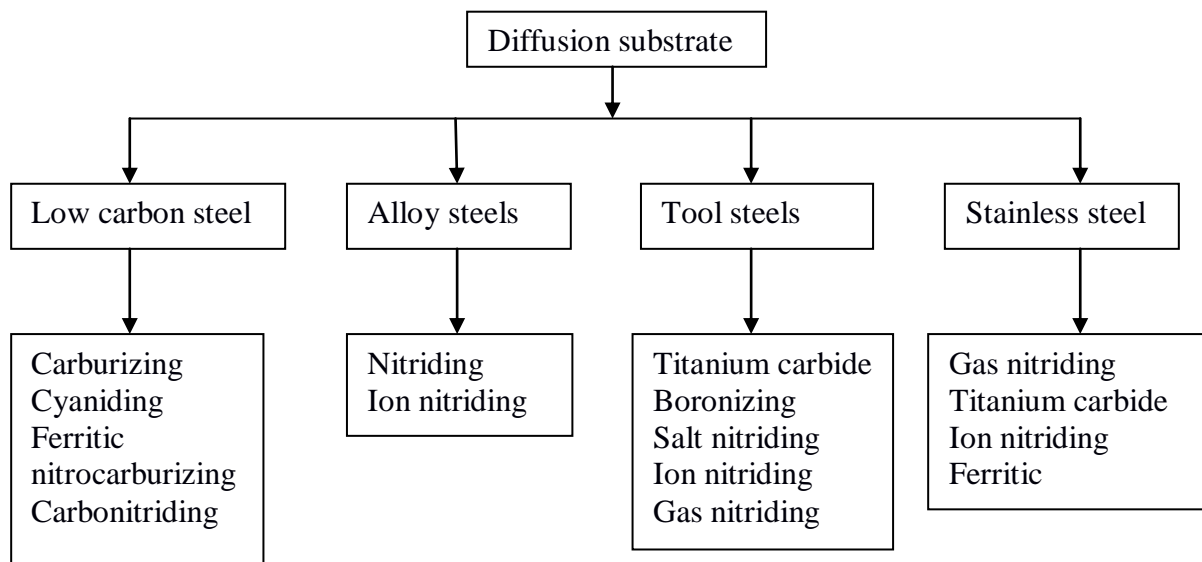 Diffusion substrate
Low carbon steel
Alloy steels
Tool steels
Stainless steel
Carburizing
Cyaniding
Ferritic
nitrocarburizing
Carbonitriding
Nitriding
Ion nitriding
Titanium carbide
Boronizing
Salt nitriding
Ion nitriding
Gas nitriding
Gas nitriding
Titanium carbide
Ion nitriding
Ferritic